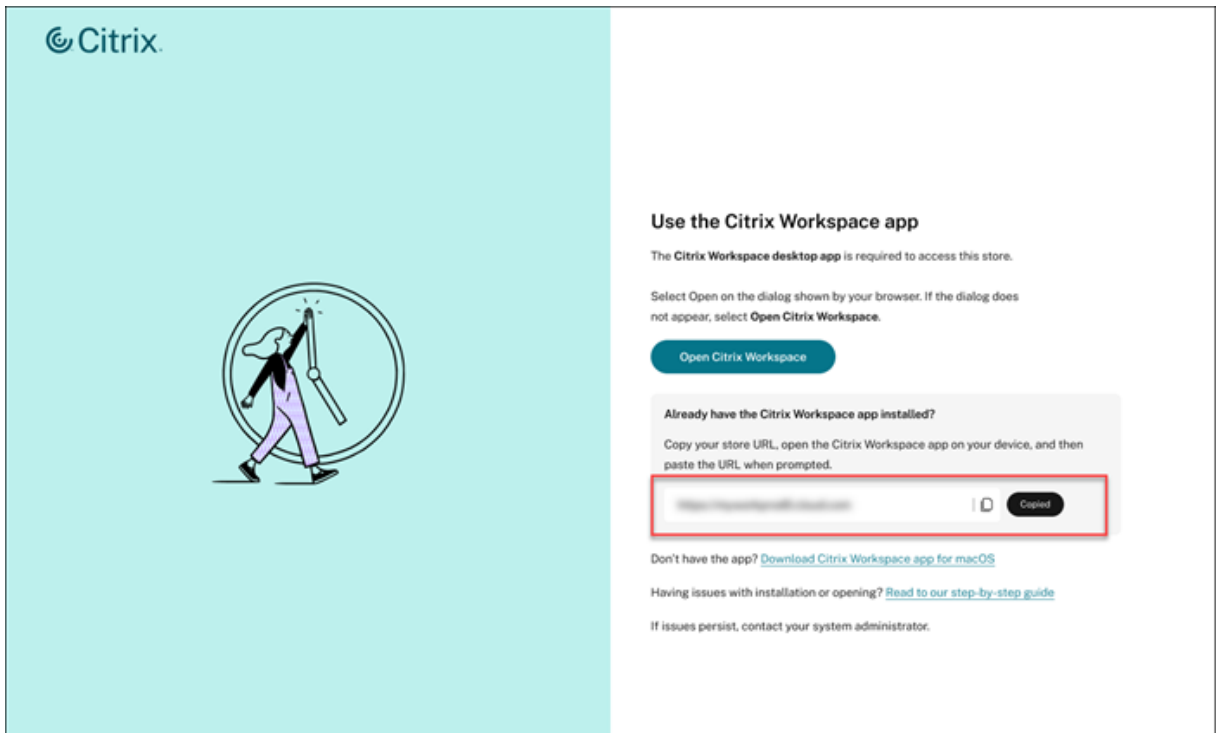 Citrix.
Use the Citrix Workspace app
The Citrix Workspace desktop app is required to access this store.
Select Open on the dialog shown by your browser. If the dialog does
not appear, select Open Citrix Workspace.
Open Citrix Workspace
Already have the Citrix Workspace app installed?
Copy your store URL, open the Citrix Workspace app on your device, and then
paste the URL when prompted.
Copied
Don't have the app? Download Citrix Workspace app for macOS
Having issues with installation or opening? Read to our step-by-step guide
If issues persist, contact your system administrator.